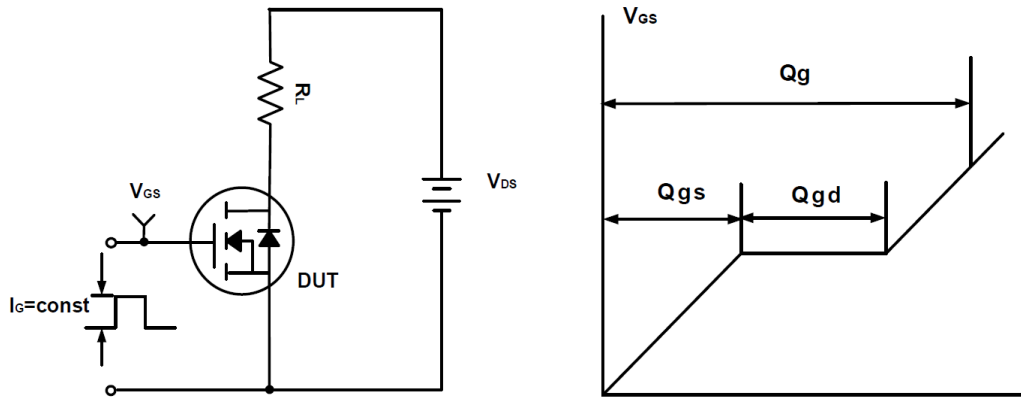 RL
VGS
VDS
DUT
IG=const
VGS
Qg
Qgs
Qgd